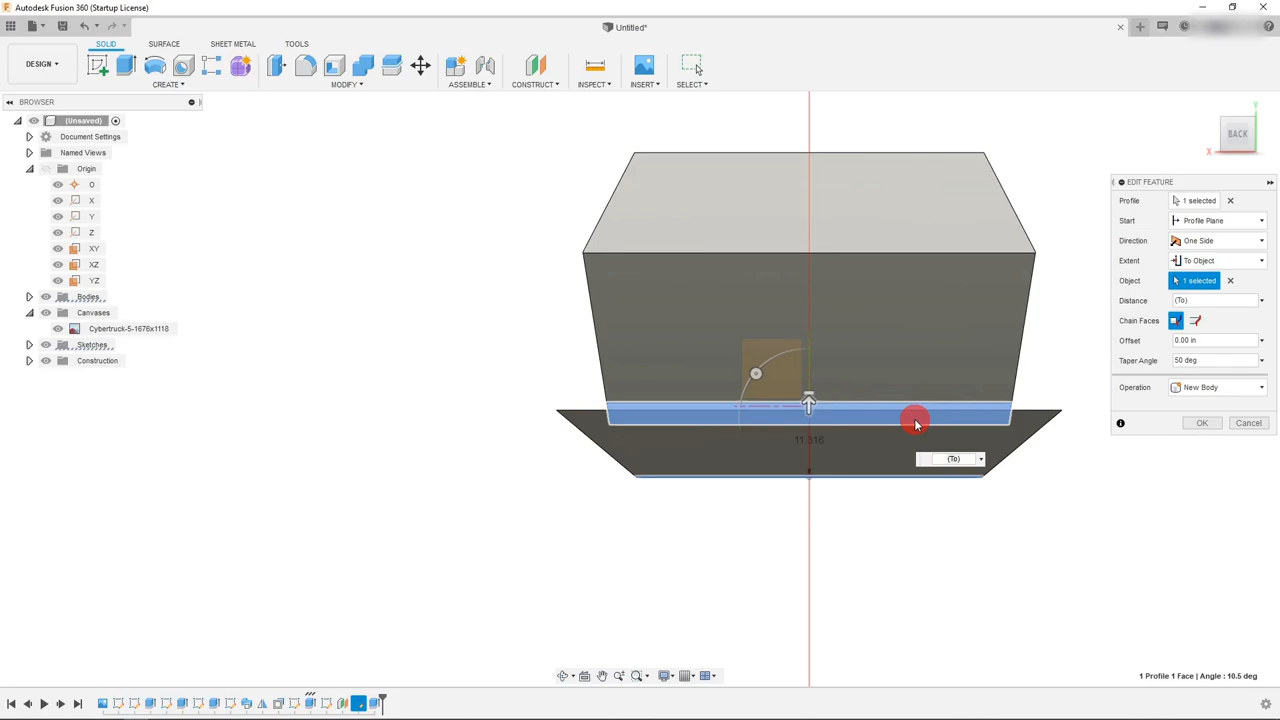 Autodesk Fusion 360 (Startup License)
Untitled*
SOLID SURFACE SHEET METAL TOOLS
DESIGN
CREATE MODIFY ASSEMBLE CONSTRUCT INSPECT INSERT SELECT
BROWSER
(Unsaved)
Document Settings
Named Views
Origin
O
X
Y
Z
XY
XZ
YZ
Bodies
Canvases
Cybertruck-5-1676x1118
Sketches
Construction
Y
BACK
X
EDIT FEATURE
Profile 1 selected
Start Profile Plane
Direction One Side
Extent To Object
Object 1 selected
Distance (To)
Chain Faces
Offset 0.00 in
Taper Angle 50 deg
Operation New Body
OK Cancel
11.316
(To)
1 Profile 1 Face | Angle : 10.5 deg